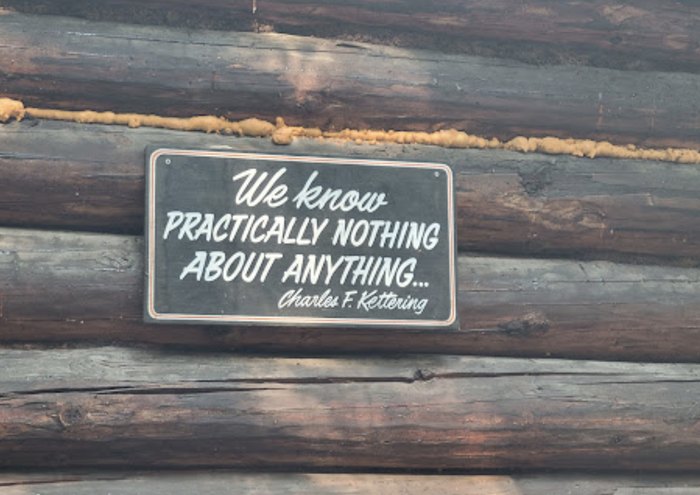 We know
PRACTICALLY NOTHING
ABOUT ANYTHING...
Charles F. Kettering